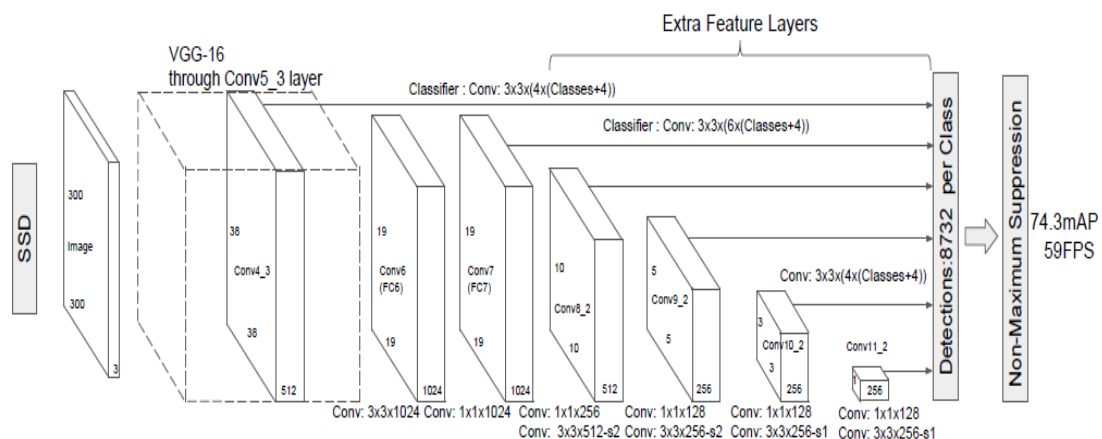 Extra Feature Layers
VGG-16
through Conv5_3 layer
Classifier : Conv: 3x3x(4x(Classes+4))
Classifier : Conv: 3x3x(6x(Classes+4))
SSD
300
Image
300
3
38
Conv4_3
38
512
19
Conv6
(FC6)
19
1024
19
Conv7
(FC7)
19
1024
10
Conv8_2
10
512
5
Conv9_2
5
256
Conv: 3x3x(4x(Classes+4))
3
Conv10_2
3
256
Conv11_2
1
256
Detections:8732 per Class
Non-Maximum Suppression
74.3mAP
59FPS
Conv: 3x3x1024
Conv: 1x1x1024
Conv: 1x1x256
Conv: 3x3x512-s2
Conv: 1x1x128
Conv: 3x3x256-s2
Conv: 1x1x128
Conv: 3x3x256-s1
Conv: 1x1x128
Conv: 3x3x256-s1